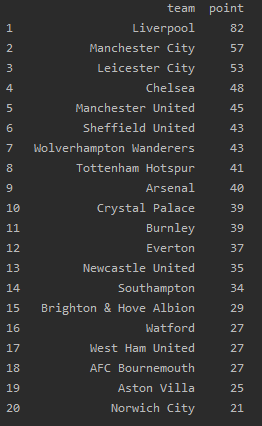 team point
1 Liverpool 82
2 Manchester City 57
3 Leicester City 53
4 Chelsea 48
5 Manchester United 45
6 Sheffield United 43
7 Wolverhampton Wanderers 43
8 Tottenham Hotspur 41
9 Arsenal 40
10 Crystal Palace 39
11 Burnley 39
12 Everton 37
13 Newcastle United 35
14 Southampton 34
15 Brighton & Hove Albion 29
16 Watford 27
17 West Ham United 27
18 AFC Bournemouth 27
19 Aston Villa 25
20 Norwich City 21